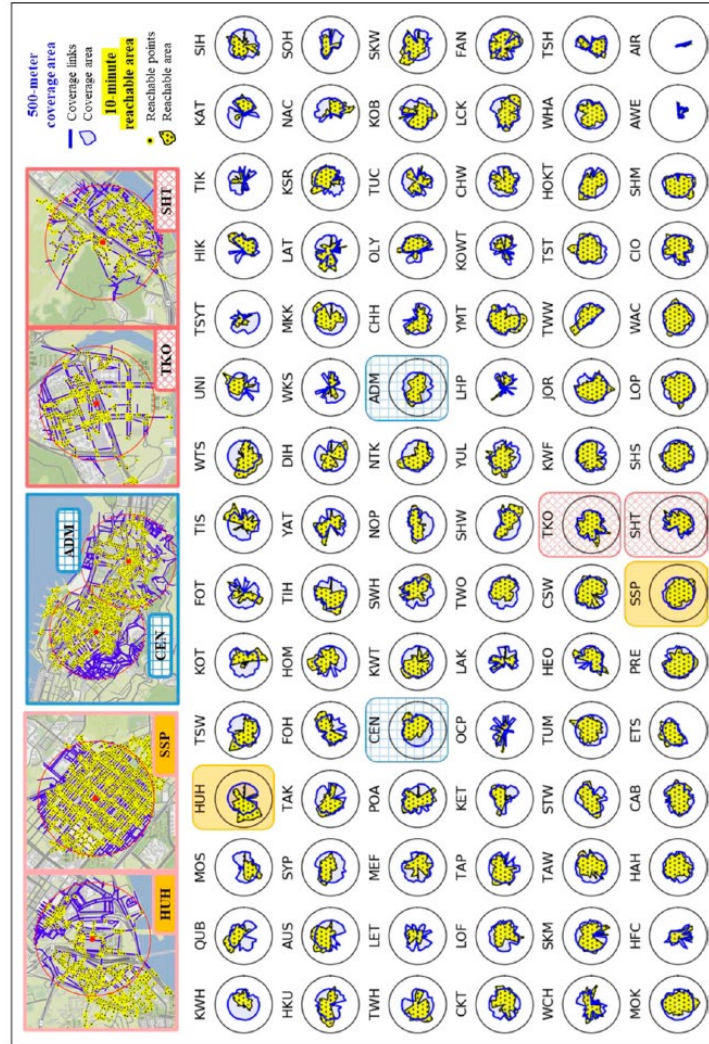 HUH SSP CEN ADM TKO SHT
500-meter
coverage area
Coverage links
Coverage area
10-minute
reachable area
Reachable points
Reachable area
KWH QUB MOS HUH TSW KOT FOT TIS WTS UNI TSYT HIK TIK KAT SIH
HKU AUS SYP TAK FOH HOM TIH YAT DIH WKS MKK LAT KSR NAC SOH
TWH LET MEF POA CEN KWT SWH NOP NTK ADM CHH OLY TUC KOB SKW
CKT LOF TAP KET OCP LAK TWO SHW YUL LHP YMT KOWT CHW LCK FAN
WCH SKM TAW STW TUM HEO CSW TKO KWF JOR TWW TST HOKT WHA TSH
MOK HFC HAH CAB ETS PRE SSP SHT SHS LOP WAC CIO SHM AWE AIR